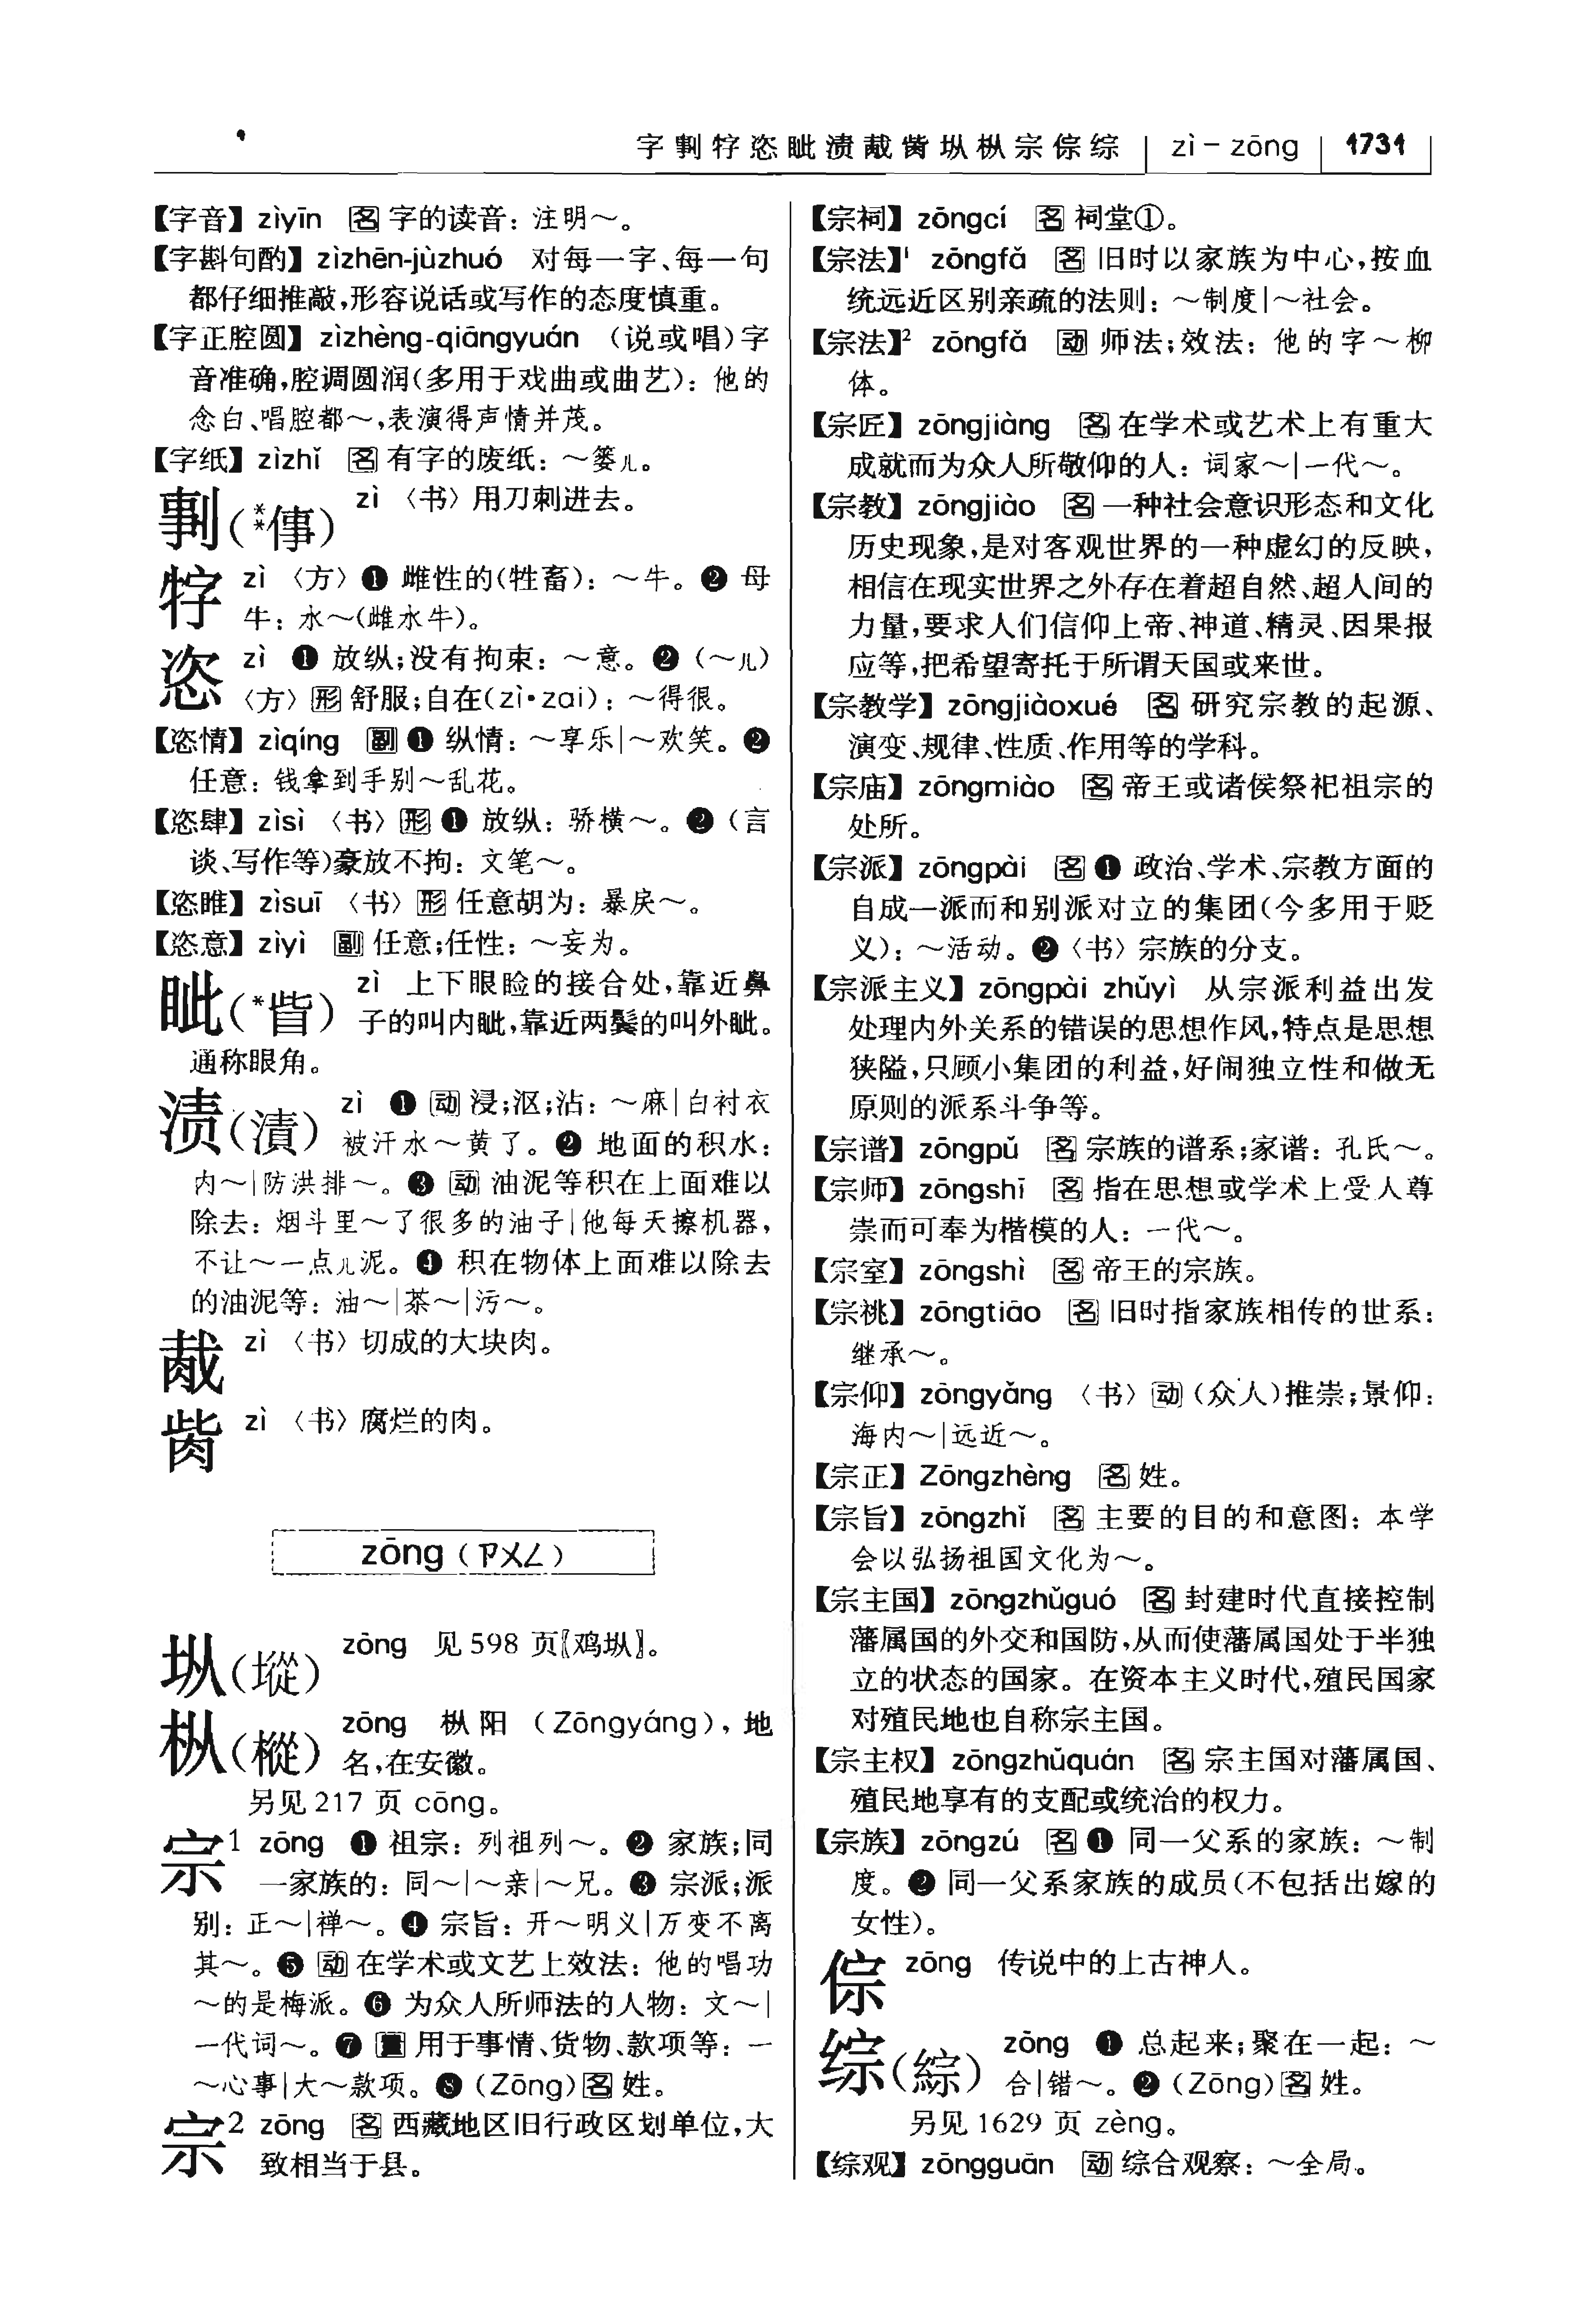 字剚牸恣眦渍胾胔𪣻枞宗倧综 zì－zōng 1731
【字音】zìyīn 名 字的读音：注明～。
【字斟句酌】zìzhēn-jùzhuó 对每一字、每一句
都仔细推敲，形容说话或写作的态度慎重。
【字正腔圆】zìzhèng-qiāngyuán （说或唱）字
音准确，腔调圆润（多用于戏曲或曲艺）：他的
念白、唱腔都～，表演得声情并茂。
【字纸】zìzhǐ 名 有字的废纸：～篓儿。
剚（**倳） zì 〈书〉用刀刺进去。
牸 zì 〈方〉❶ 雌性的（牲畜）：～牛。❷ 母
牛：水～（雌水牛）。
恣 zì ❶ 放纵；没有拘束：～意。❷（～儿）
〈方〉形 舒服；自在（zì·zai）：～得很。
【恣情】zìqíng 副 ❶ 纵情：～享乐｜～欢笑。❷
任意：钱拿到手别～乱花。
【恣肆】zìsì 〈书〉形 ❶ 放纵：骄横～。❷（言
谈、写作等）豪放不拘：文笔～。
【恣睢】zìsuī 〈书〉形 任意胡为：暴戾～。
【恣意】zìyì 副 任意；任性：～妄为。
眦（*眥） zì 上下眼睑的接合处，靠近鼻
子的叫内眦，靠近两鬓的叫外眦。
通称眼角。
渍（漬） zì ❶ 动 浸；沤；沾：～麻｜白衬衣
被汗水～黄了。❷ 地面的积水：
内～｜防洪排～。❸ 动 油泥等积在上面难以
除去：烟斗里～了很多的油子｜他每天擦机器，
不让～一点儿泥。❹ 积在物体上面难以除去
的油泥等：油～｜茶～｜污～。
胾 zì 〈书〉切成的大块肉。
胔 zì 〈书〉腐烂的肉。
zōng（ㄗㄨㄥ）
𪣻（㙡） zōng 见 598 页〖鸡𪣻〗。
枞（樅） zōng 枞阳（Zōngyáng），地
名，在安徽。
另见 217 页 cōng。
宗1 zōng ❶ 祖宗：列祖列～。❷ 家族；同
一家族的：同～｜～亲｜～兄。❸ 宗派；派
别：正～｜禅～。❹ 宗旨：开～明义｜万变不离
其～。❺ 动 在学术或文艺上效法：他的唱功
～的是梅派。❻ 为众人所师法的人物：文～｜
一代词～。❼ 量 用于事情、货物、款项等：一
～心事｜大～款项。❽（Zōng）名 姓。
宗2 zōng 名 西藏地区旧行政区划单位，大
致相当于县。
【宗祠】zōngcí 名 祠堂①。
【宗法】1 zōngfǎ 名 旧时以家族为中心，按血
统远近区别亲疏的法则：～制度｜～社会。
【宗法】2 zōngfǎ 动 师法；效法：他的字～柳
体。
【宗匠】zōngjiàng 名 在学术或艺术上有重大
成就而为众人所敬仰的人：词家～｜一代～。
【宗教】zōngjiào 名 一种社会意识形态和文化
历史现象，是对客观世界的一种虚幻的反映，
相信在现实世界之外存在着超自然、超人间的
力量，要求人们信仰上帝、神道、精灵、因果报
应等，把希望寄托于所谓天国或来世。
【宗教学】zōngjiàoxué 名 研究宗教的起源、
演变、规律、性质、作用等的学科。
【宗庙】zōngmiào 名 帝王或诸侯祭祀祖宗的
处所。
【宗派】zōngpài 名 ❶ 政治、学术、宗教方面的
自成一派而和别派对立的集团（今多用于贬
义）：～活动。❷〈书〉宗族的分支。
【宗派主义】zōngpài zhǔyì 从宗派利益出发
处理内外关系的错误的思想作风，特点是思想
狭隘，只顾小集团的利益，好闹独立性和做无
原则的派系斗争等。
【宗谱】zōngpǔ 名 宗族的谱系；家谱：孔氏～。
【宗师】zōngshī 名 指在思想或学术上受人尊
崇而可奉为楷模的人：一代～。
【宗室】zōngshì 名 帝王的宗族。
【宗祧】zōngtiāo 名 旧时指家族相传的世系：
继承～。
【宗仰】zōngyǎng 〈书〉动（众人）推崇；景仰：
海内～｜远近～。
【宗正】Zōngzhèng 名 姓。
【宗旨】zōngzhǐ 名 主要的目的和意图：本学
会以弘扬祖国文化为～。
【宗主国】zōngzhǔguó 名 封建时代直接控制
藩属国的外交和国防，从而使藩属国处于半独
立的状态的国家。在资本主义时代，殖民国家
对殖民地也自称宗主国。
【宗主权】zōngzhǔquán 名 宗主国对藩属国、
殖民地享有的支配或统治的权力。
【宗族】zōngzú 名 ❶ 同一父系的家族：～制
度。❷ 同一父系家族的成员（不包括出嫁的
女性）。
倧 zōng 传说中的上古神人。
综（綜） zōng ❶ 总起来；聚在一起：～
合｜错～。❷（Zōng）名 姓。
另见 1629 页 zèng。
【综观】zōngguān 动 综合观察：～全局。